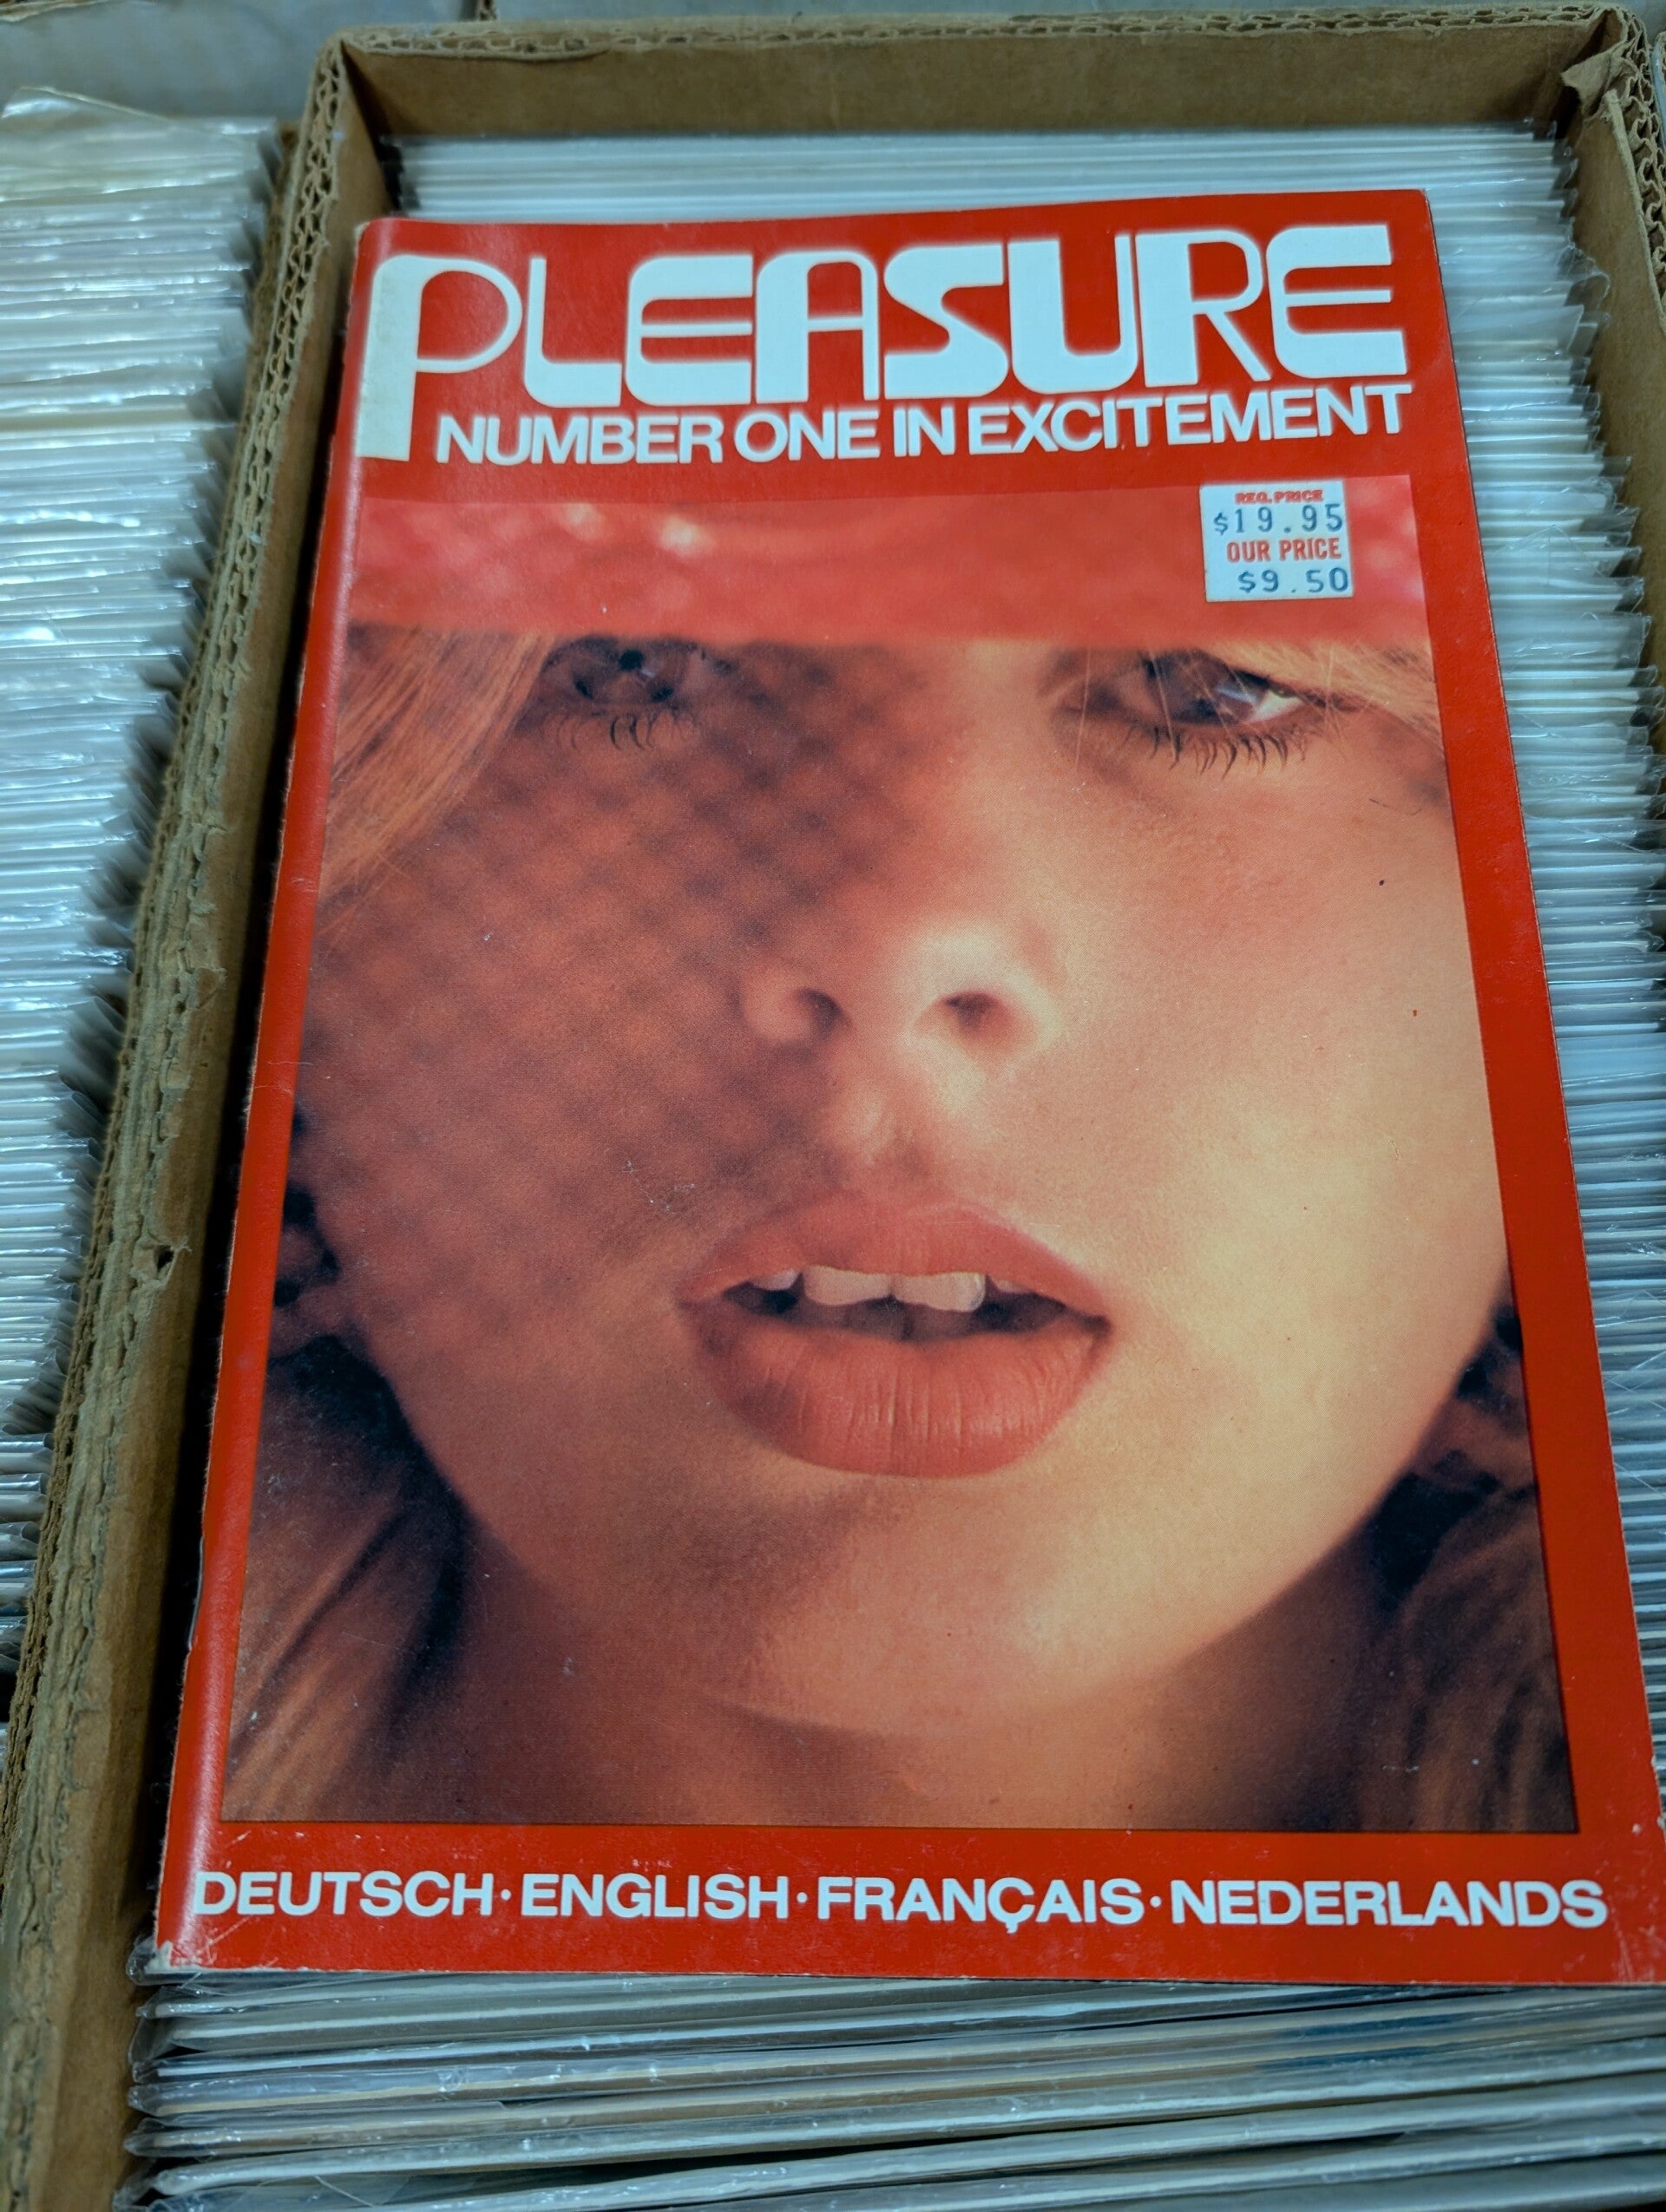 PLEASURE
NUMBER ONE IN EXCITEMENT
REG. PRICE
$19.95
OUR PRICE
$9.50
DEUTSCH·ENGLISH·FRANÇAIS·NEDERLANDS